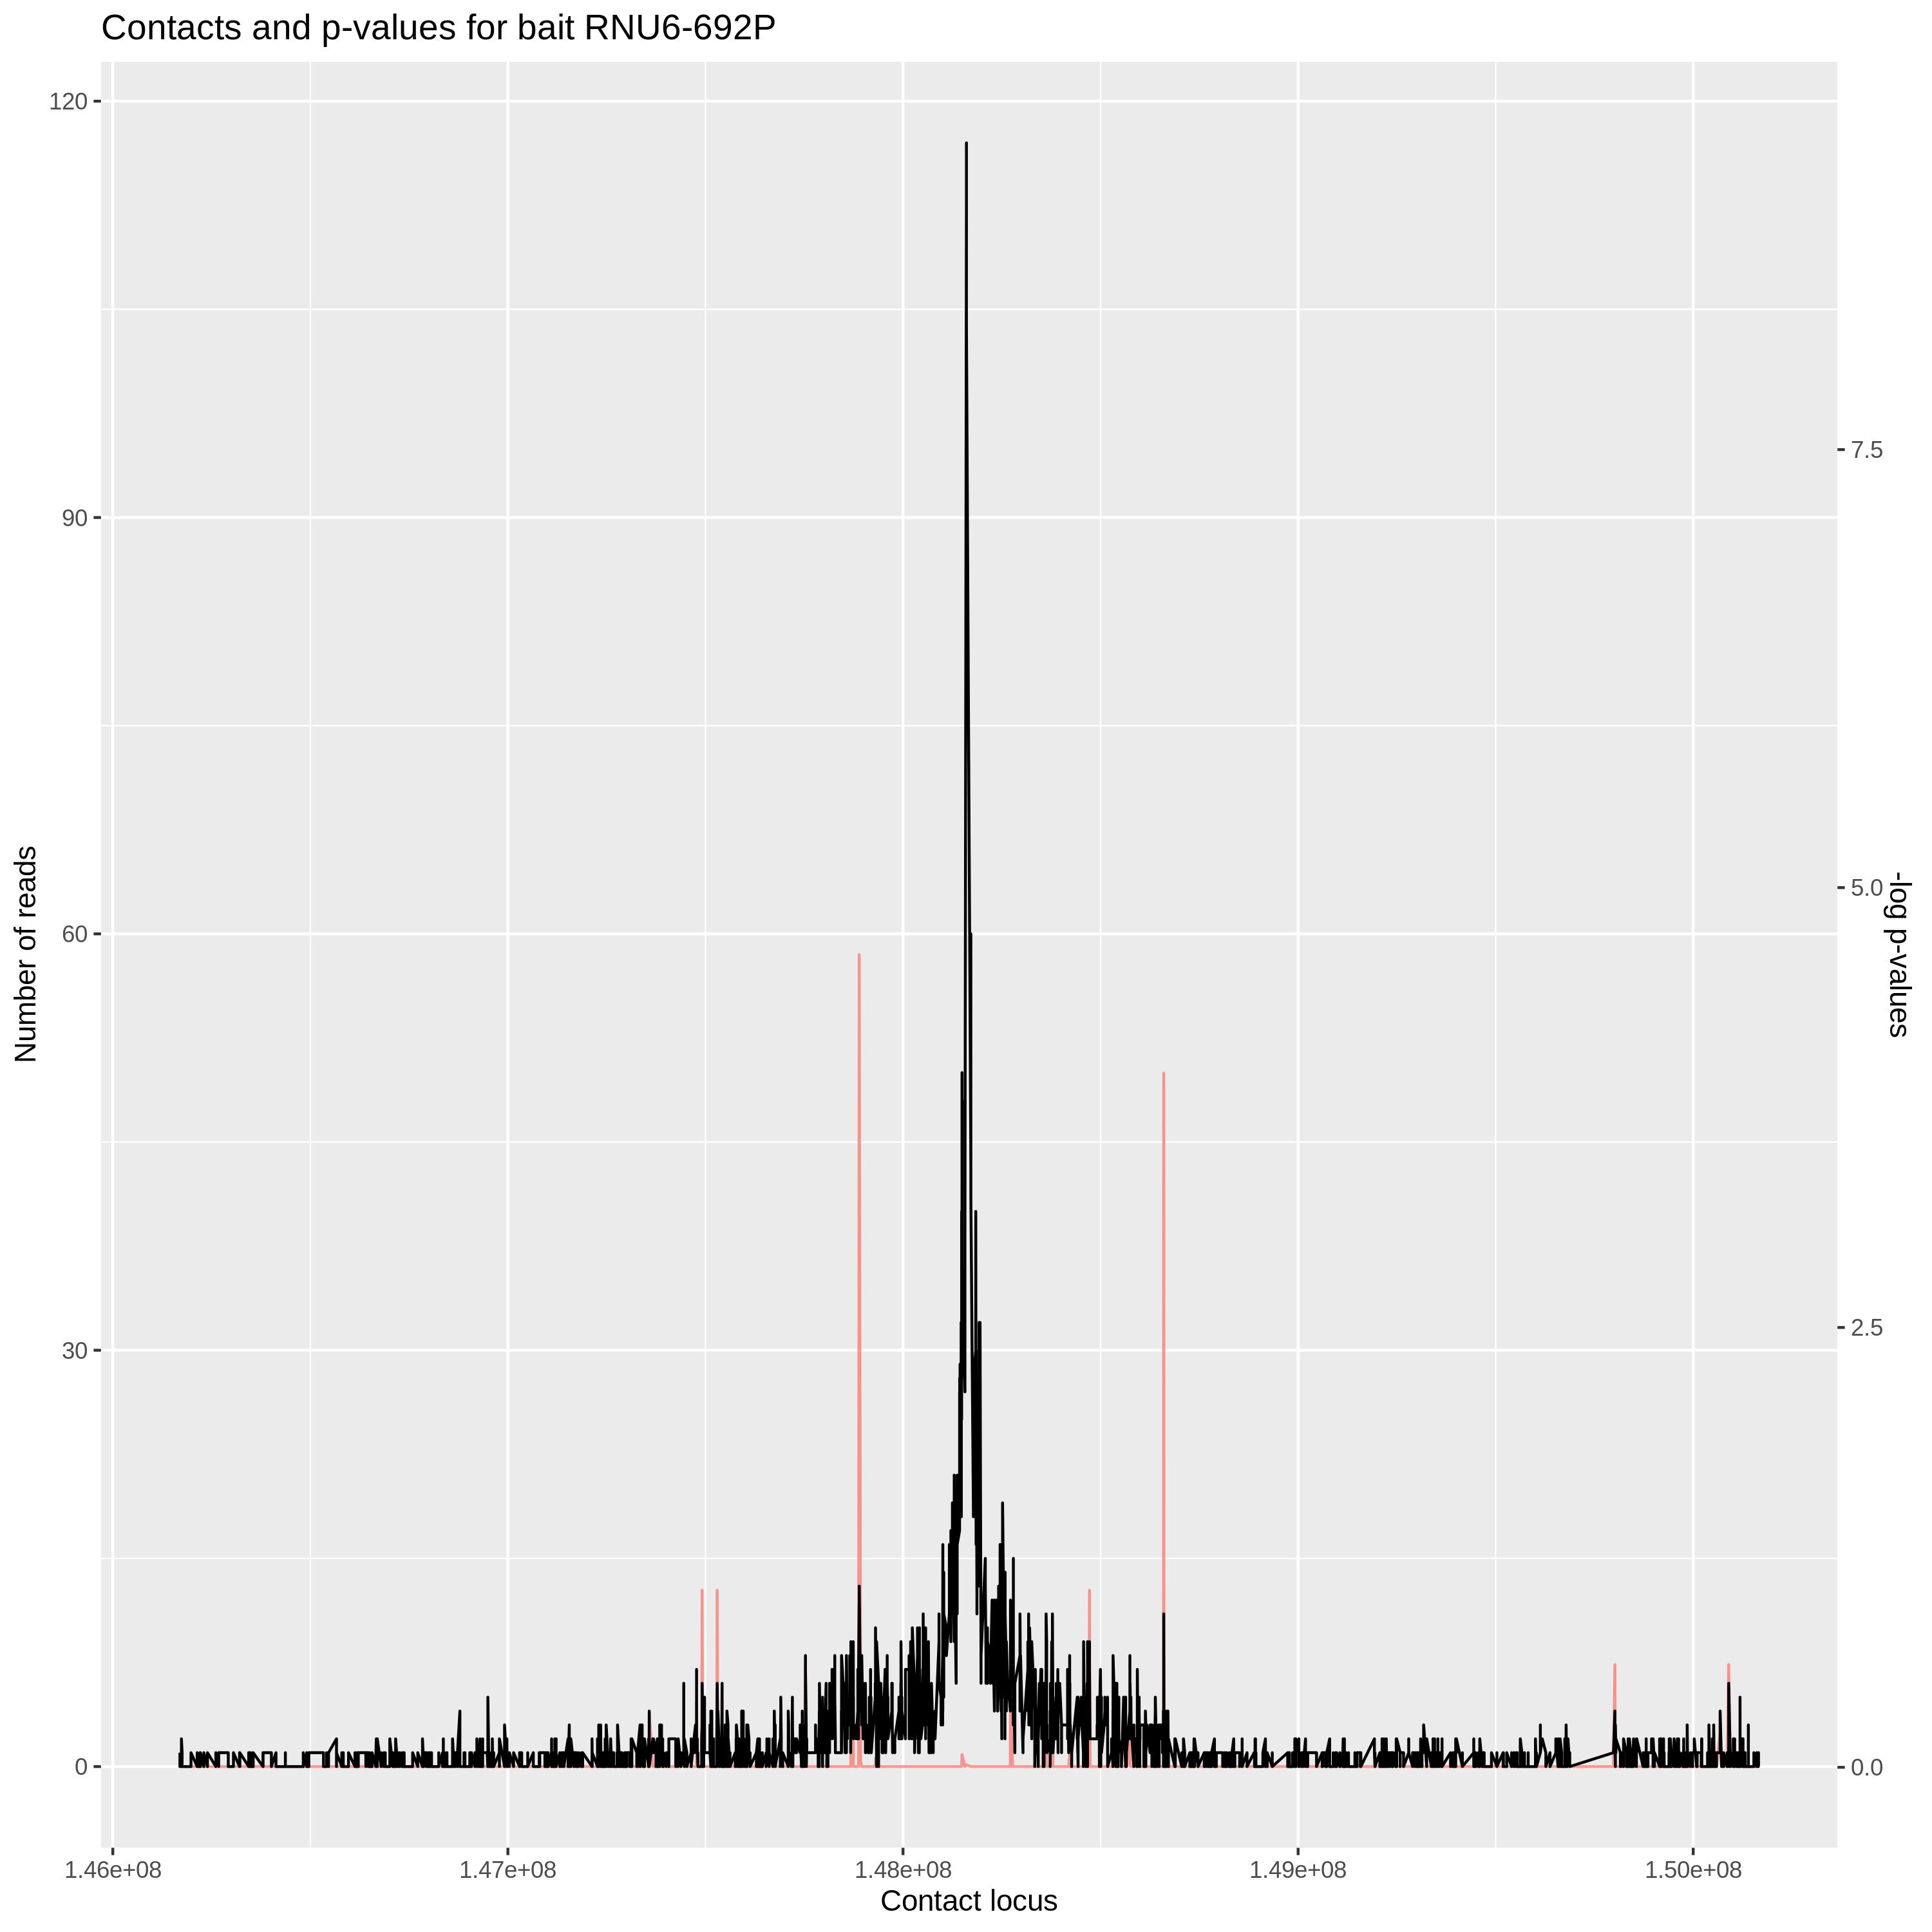 Contacts and p-values for bait RNU6-692P
120
90
60
30
0
Number of reads
7.5
5.0
2.5
0.0
-log p-values
1.46e+08
1.47e+08
1.48e+08
1.49e+08
1.50e+08
Contact locus